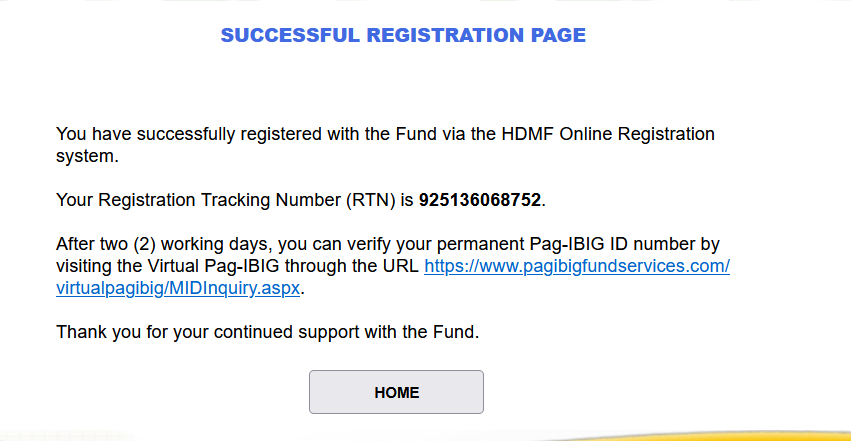 SUCCESSFUL REGISTRATION PAGE
You have successfully registered with the Fund via the HDMF Online Registration
system.
Your Registration Tracking Number (RTN) is 925136068752.
After two (2) working days, you can verify your permanent Pag-IBIG ID number by
visiting the Virtual Pag-IBIG through the URL https://www.pagibigfundservices.com/
virtualpagibig/MIDInquiry.aspx.
Thank you for your continued support with the Fund.
HOME